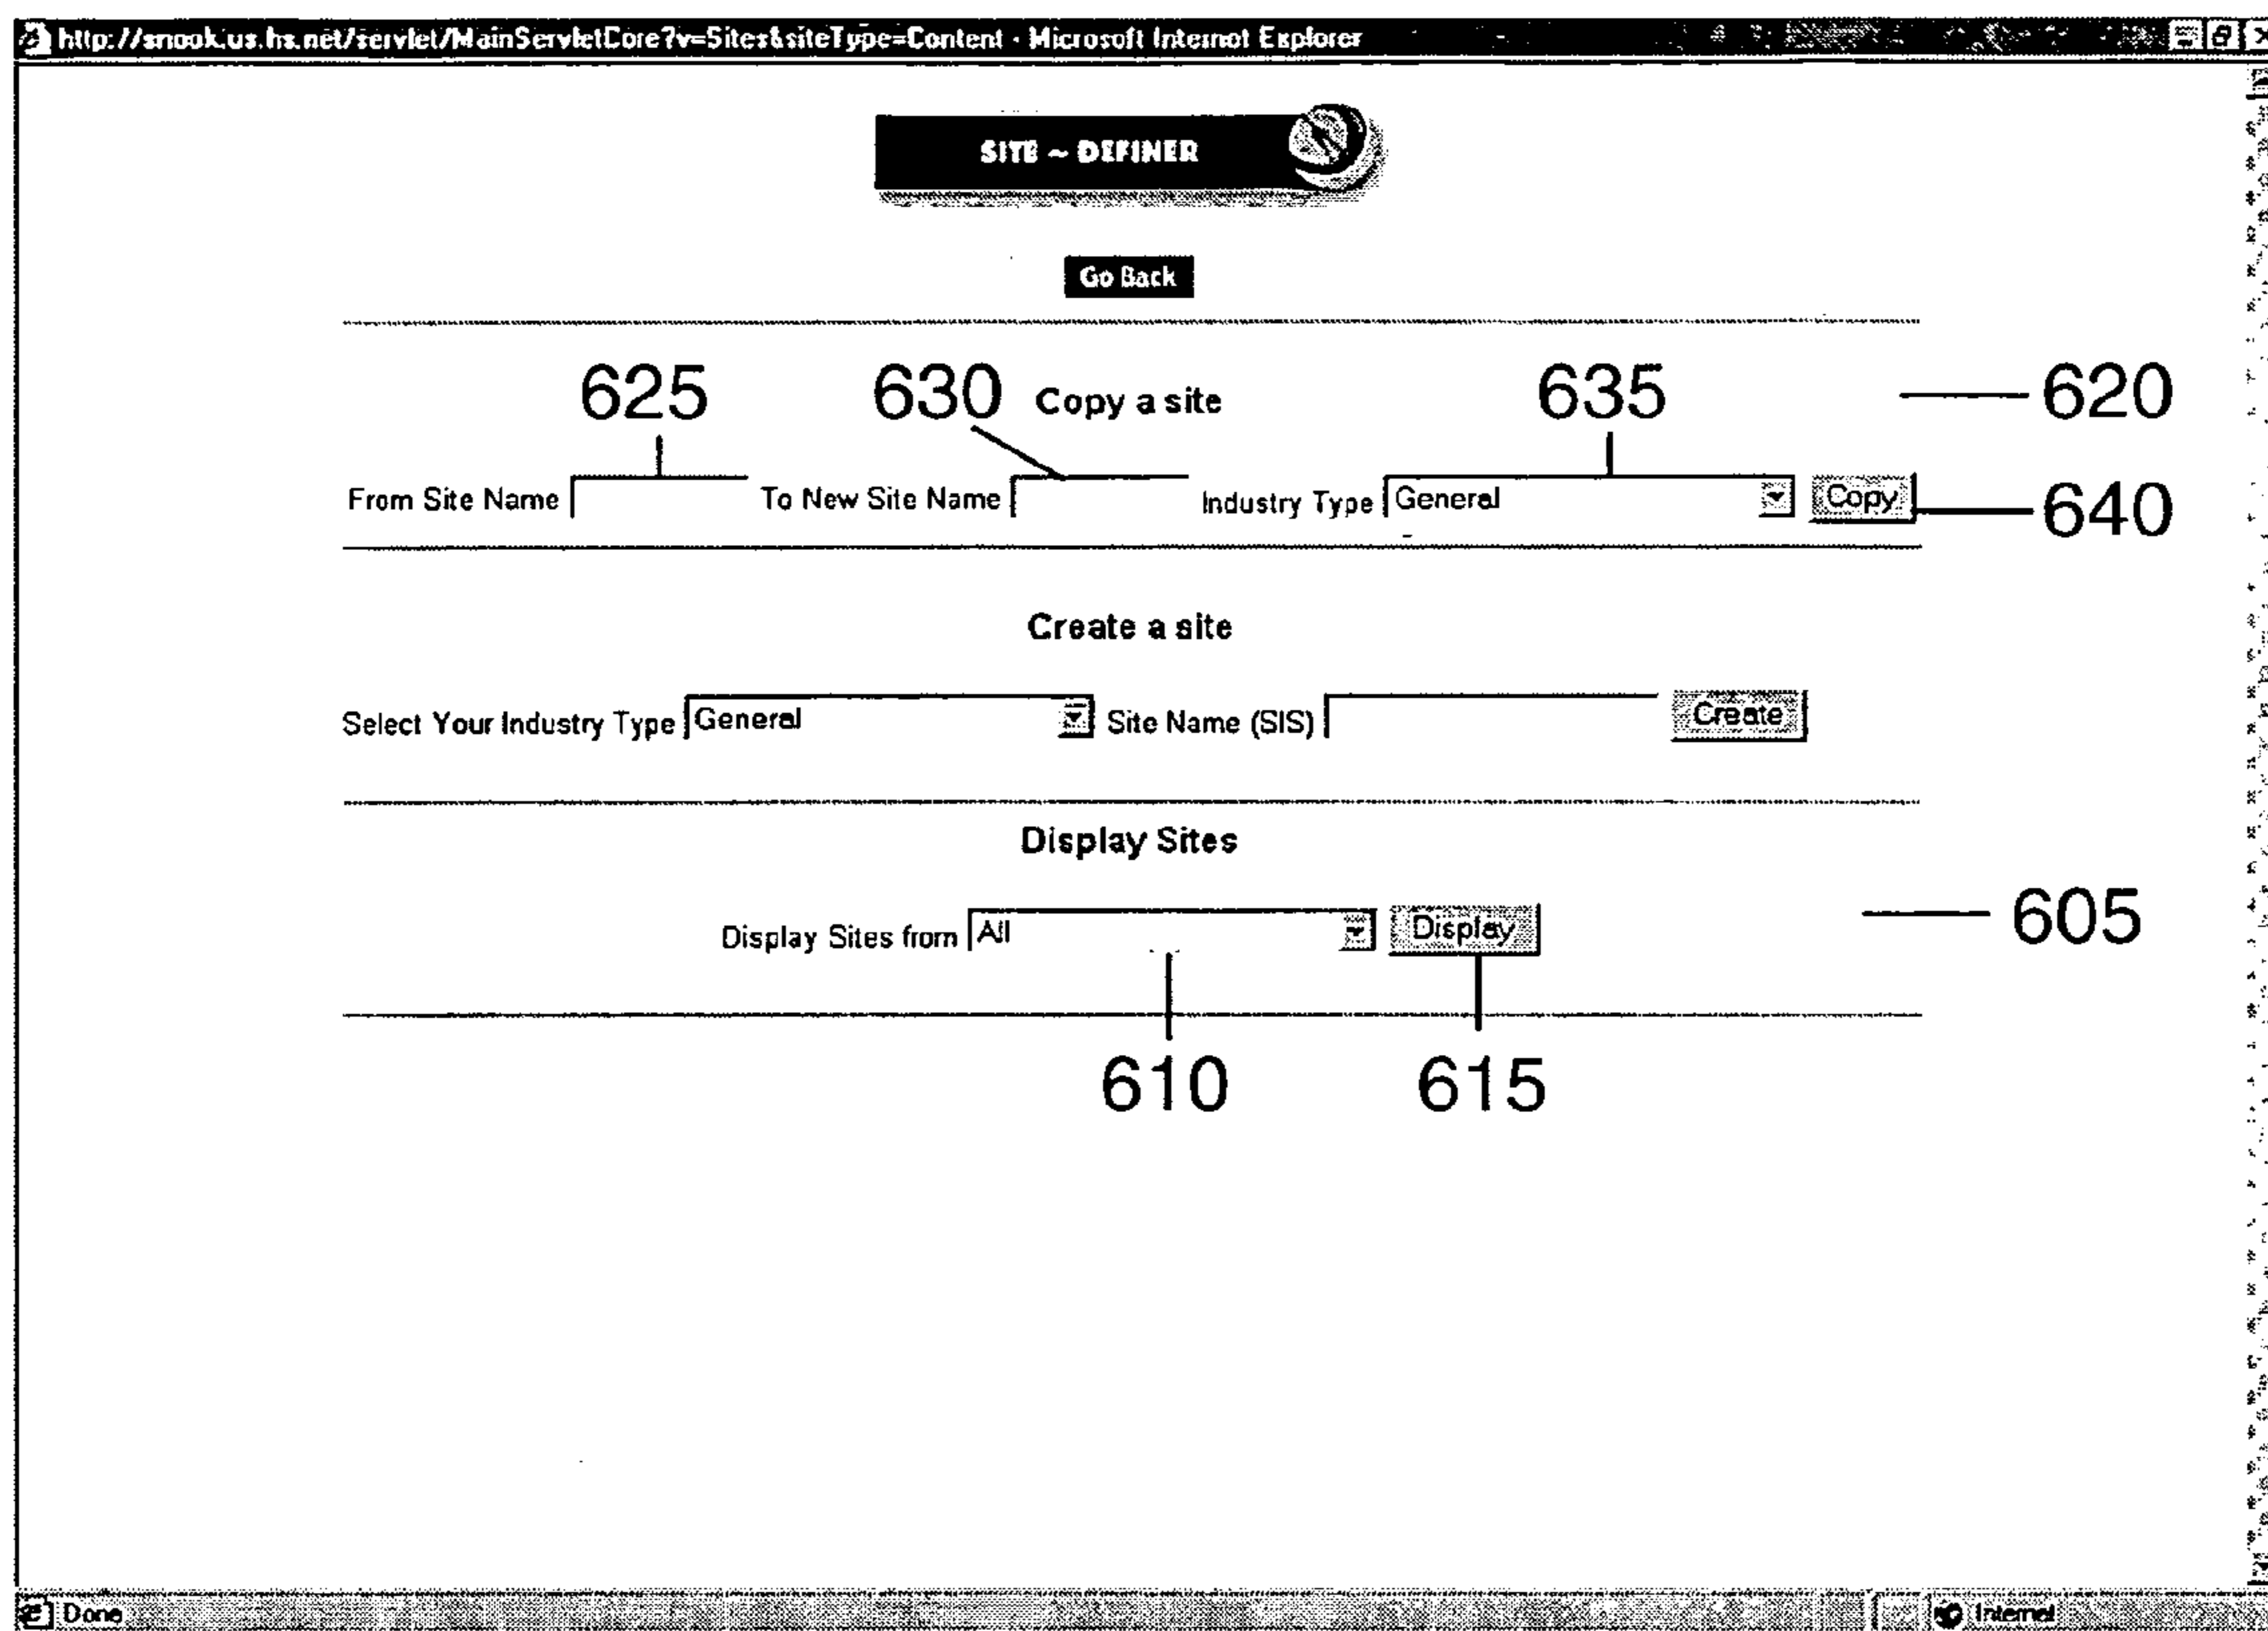 http://snook.us.hs.net/servlet/MainServletCore?v=Sites&siteType=Content - Microsoft Internet Explorer
SITE ~ DEFINER
Go Back
625 630 Copy a site 635 620
From Site Name To New Site Name Industry Type General Copy 640
Create a site
Select Your Industry Type General Site Name (SIS) Create
Display Sites
Display Sites from All Display 605
610 615
Done Internet